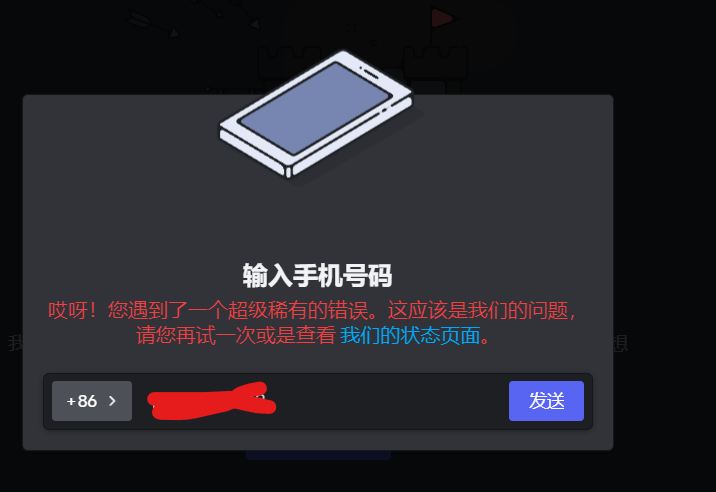 输入手机号码
哎呀！您遇到了一个超级稀有的错误。这应该是我们的问题，
请您再试一次或是查看 我们的状态页面。
我
想
+86 >
发送